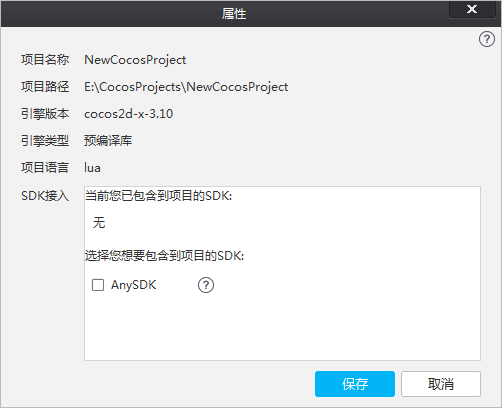 属性
项目名称 NewCocosProject
项目路径 E:\CocosProjects\NewCocosProject
引擎版本 cocos2d-x-3.10
引擎类型 预编译库
项目语言 lua
SDK接入 当前您已包含到项目的SDK:
无
选择您想要包含到项目的SDK:
AnySDK ?
保存 取消